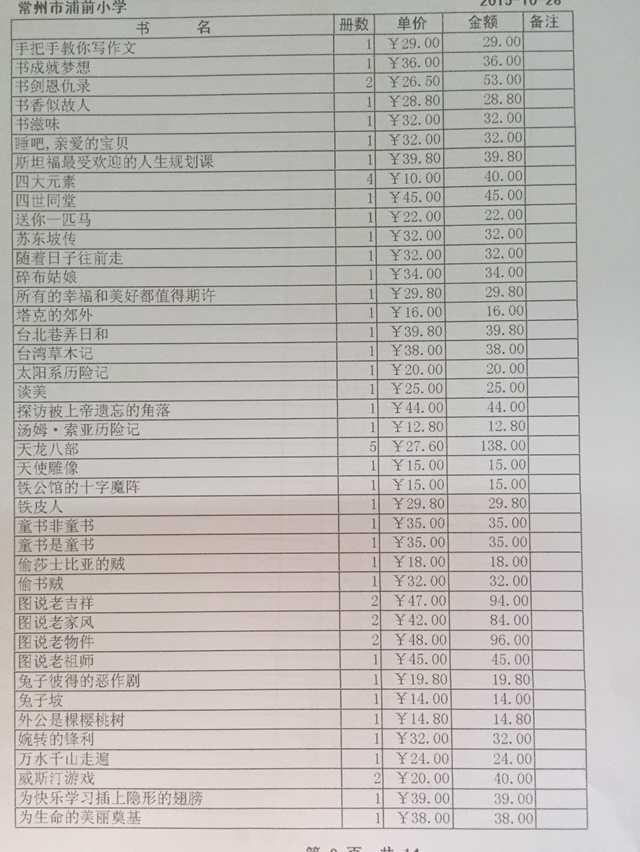 常州市浦前小学 2015-10-28
书 名 册数 单价 金额 备注
手把手教你写作文 1 ¥29.00 29.00
书成就梦想 1 ¥36.00 36.00
书剑恩仇录 2 ¥26.50 53.00
书香似故人 1 ¥28.80 28.80
书滋味 1 ¥32.00 32.00
睡吧,亲爱的宝贝 1 ¥32.00 32.00
斯坦福最受欢迎的人生规划课 1 ¥39.80 39.80
四大元素 4 ¥10.00 40.00
四世同堂 1 ¥45.00 45.00
送你一匹马 1 ¥22.00 22.00
苏东坡传 1 ¥32.00 32.00
随着日子往前走 1 ¥32.00 32.00
碎布姑娘 1 ¥34.00 34.00
所有的幸福和美好都值得期许 1 ¥29.80 29.80
塔克的郊外 1 ¥16.00 16.00
台北巷弄日和 1 ¥39.80 39.80
台湾草木记 1 ¥38.00 38.00
太阳系历险记 1 ¥20.00 20.00
谈美 1 ¥25.00 25.00
探访被上帝遗忘的角落 1 ¥44.00 44.00
汤姆·索亚历险记 1 ¥12.80 12.80
天龙八部 5 ¥27.60 138.00
天使雕像 1 ¥15.00 15.00
铁公馆的十字魔阵 1 ¥15.00 15.00
铁皮人 1 ¥29.80 29.80
童书非童书 1 ¥35.00 35.00
童书是童书 1 ¥35.00 35.00
偷莎士比亚的贼 1 ¥18.00 18.00
偷书贼 1 ¥32.00 32.00
图说老吉祥 2 ¥47.00 94.00
图说老家风 2 ¥42.00 84.00
图说老物件 2 ¥48.00 96.00
图说老祖师 1 ¥45.00 45.00
兔子彼得的恶作剧 1 ¥19.80 19.80
兔子坡 1 ¥14.00 14.00
外公是棵樱桃树 1 ¥14.80 14.80
婉转的锋利 1 ¥32.00 32.00
万水千山走遍 1 ¥24.00 24.00
威斯汀游戏 2 ¥20.00 40.00
为快乐学习插上隐形的翅膀 1 ¥39.00 39.00
为生命的美丽奠基 1 ¥38.00 38.00